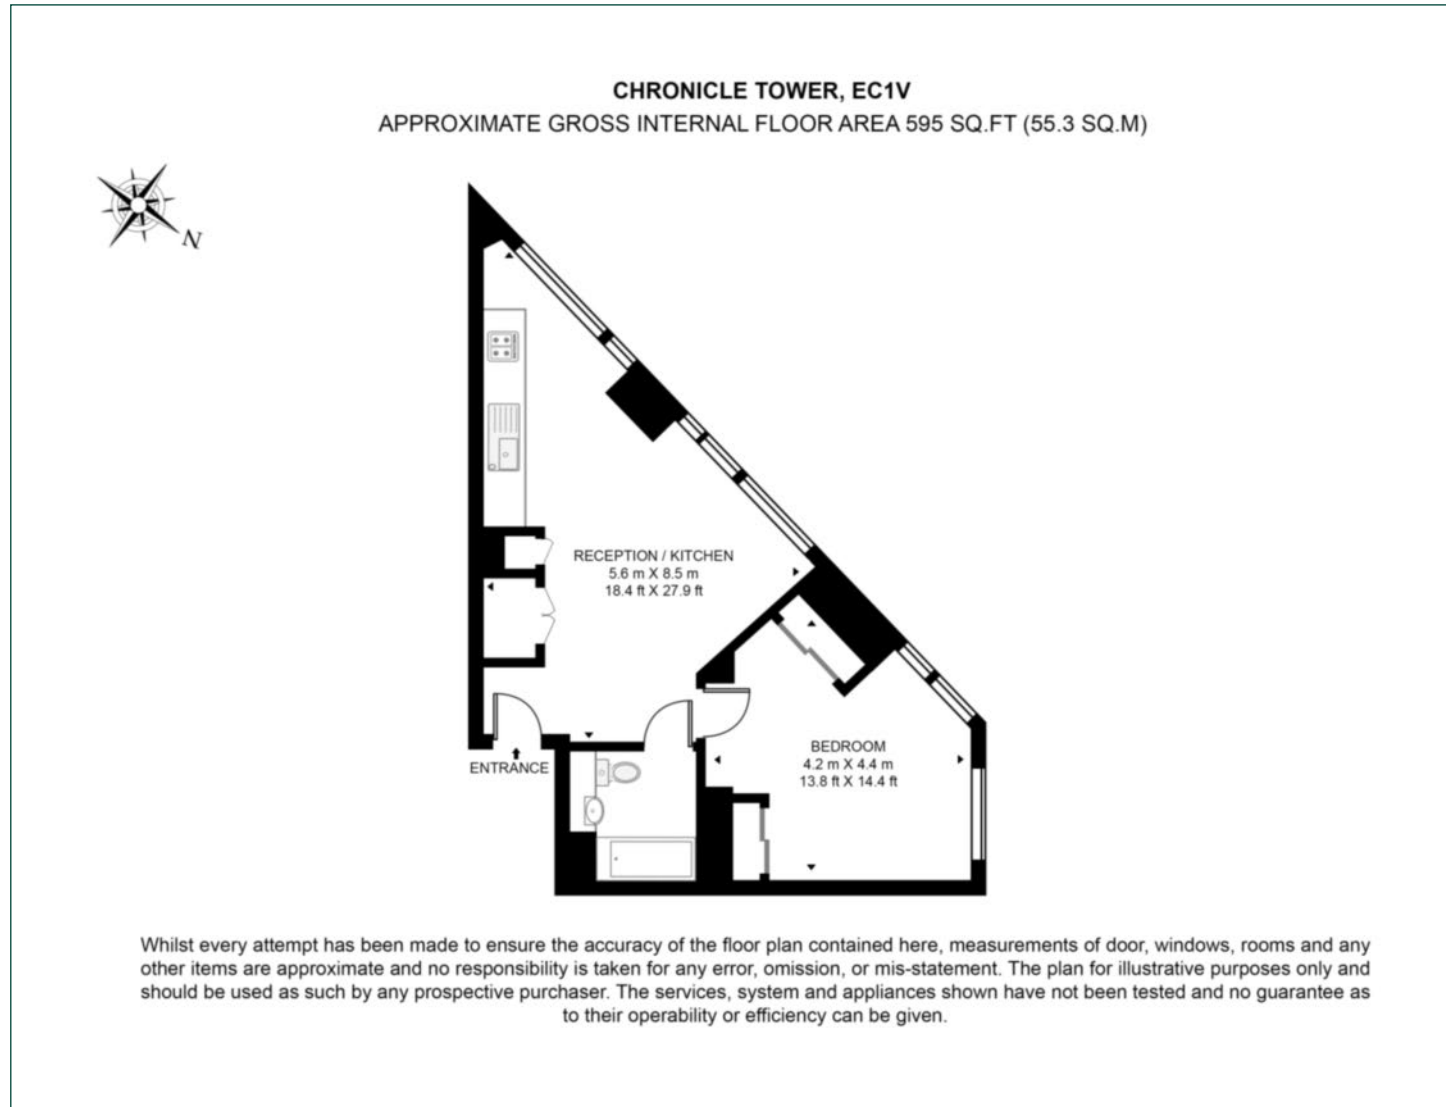 CHRONICLE TOWER, EC1V
APPROXIMATE GROSS INTERNAL FLOOR AREA 595 SQ.FT (55.3 SQ.M)
N
RECEPTION / KITCHEN
5.6 m X 8.5 m
18.4 ft X 27.9 ft
BEDROOM
4.2 m X 4.4 m
13.8 ft X 14.4 ft
ENTRANCE
Whilst every attempt has been made to ensure the accuracy of the floor plan contained here, measurements of door, windows, rooms and any
other items are approximate and no responsibility is taken for any error, omission, or mis-statement. The plan for illustrative purposes only and
should be used as such by any prospective purchaser. The services, system and appliances shown have not been tested and no guarantee as
to their operability or efficiency can be given.